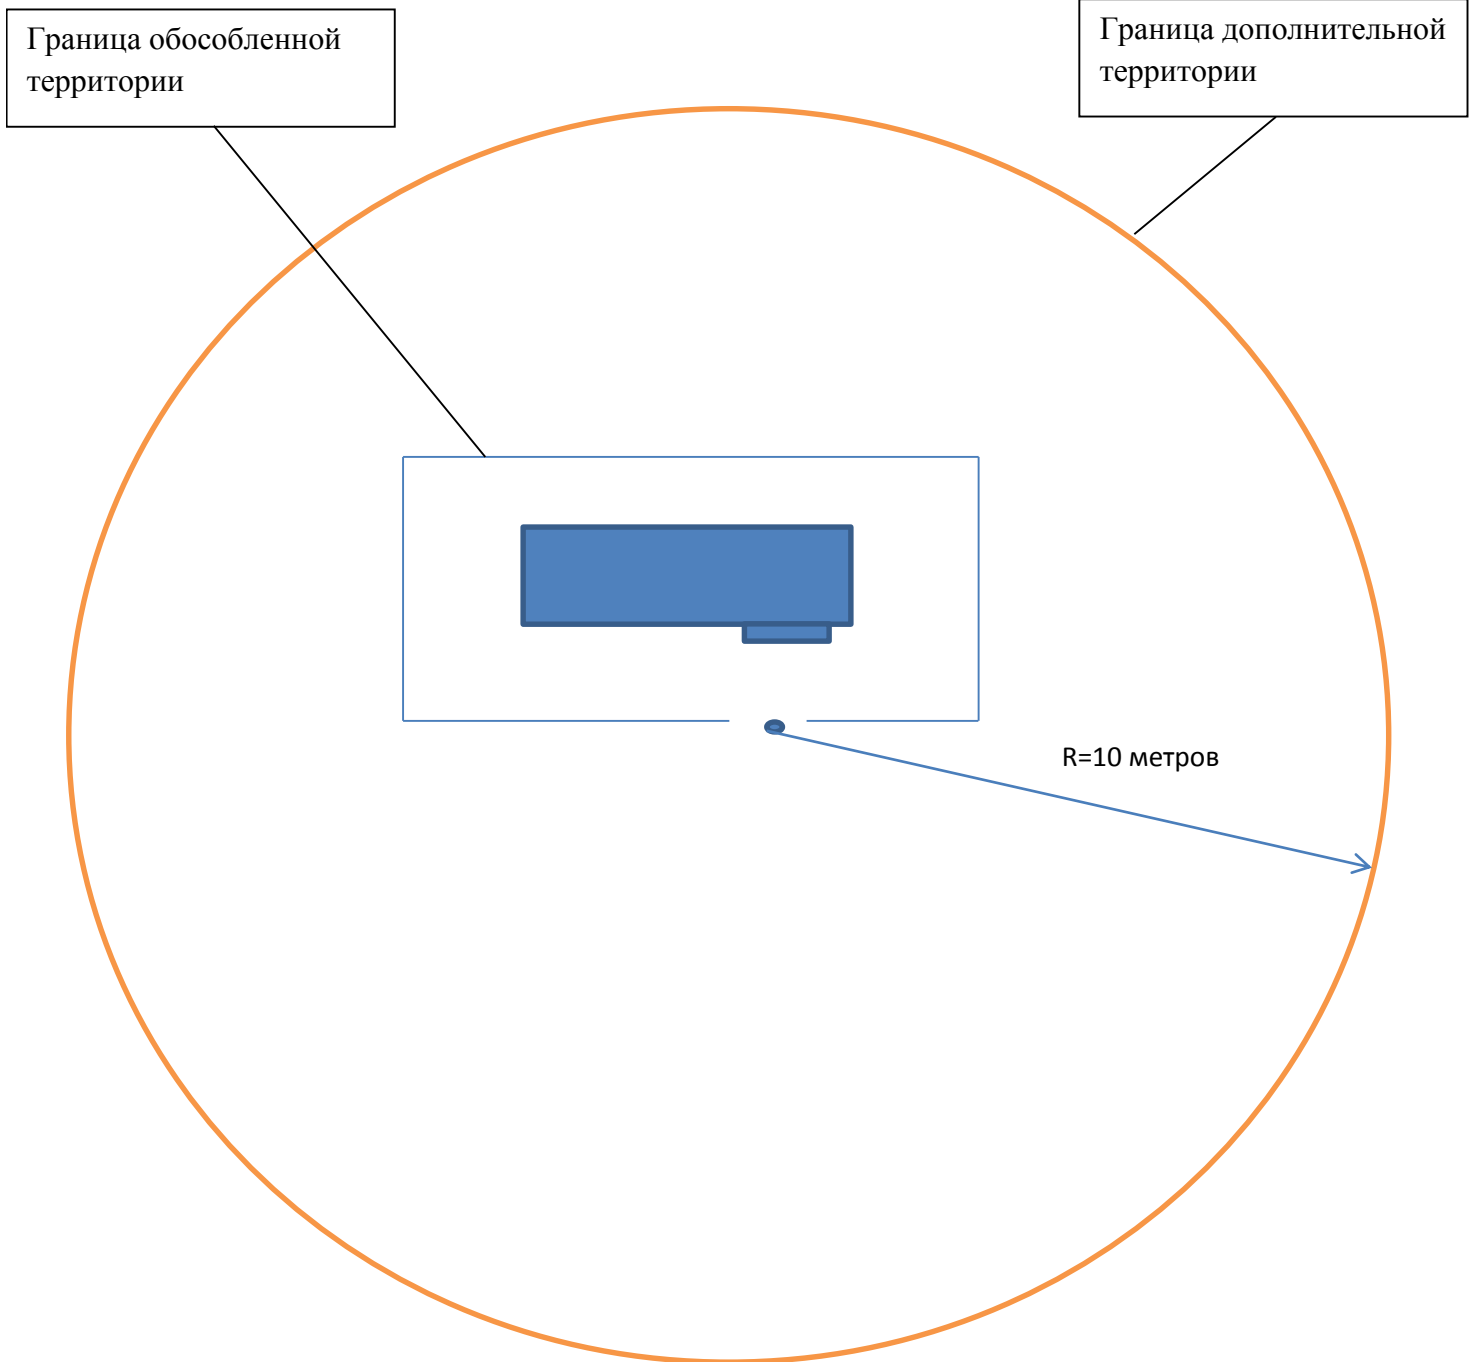 Граница обособленной
территории
Граница дополнительной
территории
R=10 метров